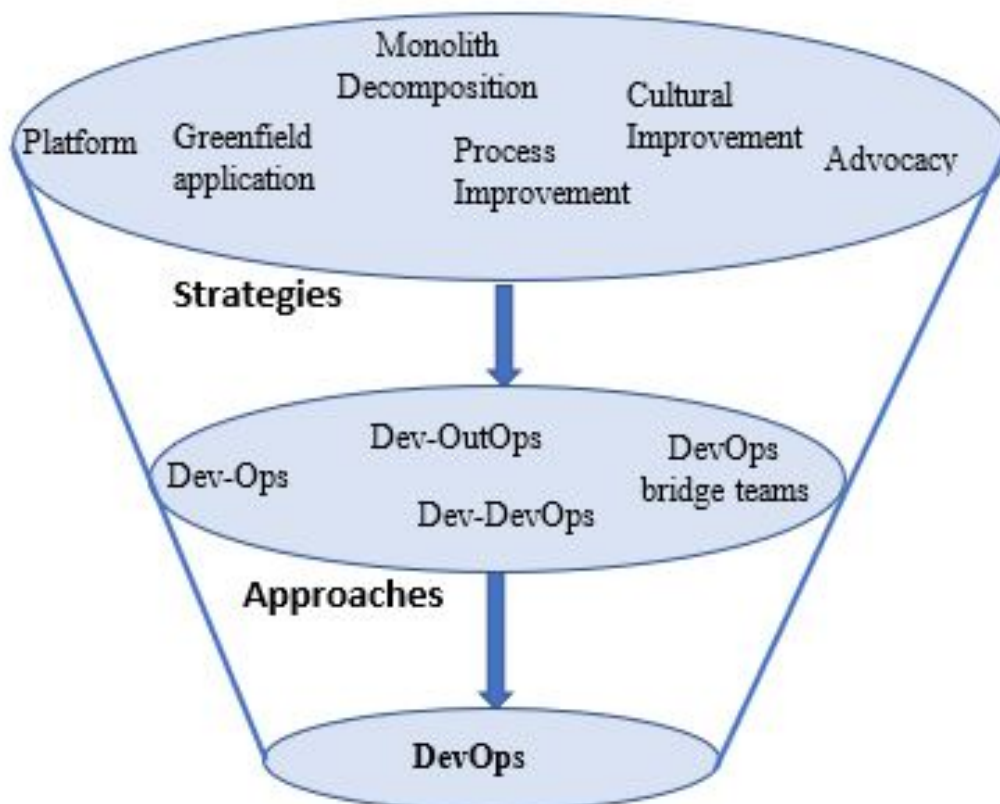 Monolith
Decomposition
Platform
Greenfield
application
Process
Improvement
Cultural
Improvement
Advocacy
Strategies
Dev-Ops
Dev-OutOps
Dev-DevOps
DevOps
bridge teams
Approaches
DevOps